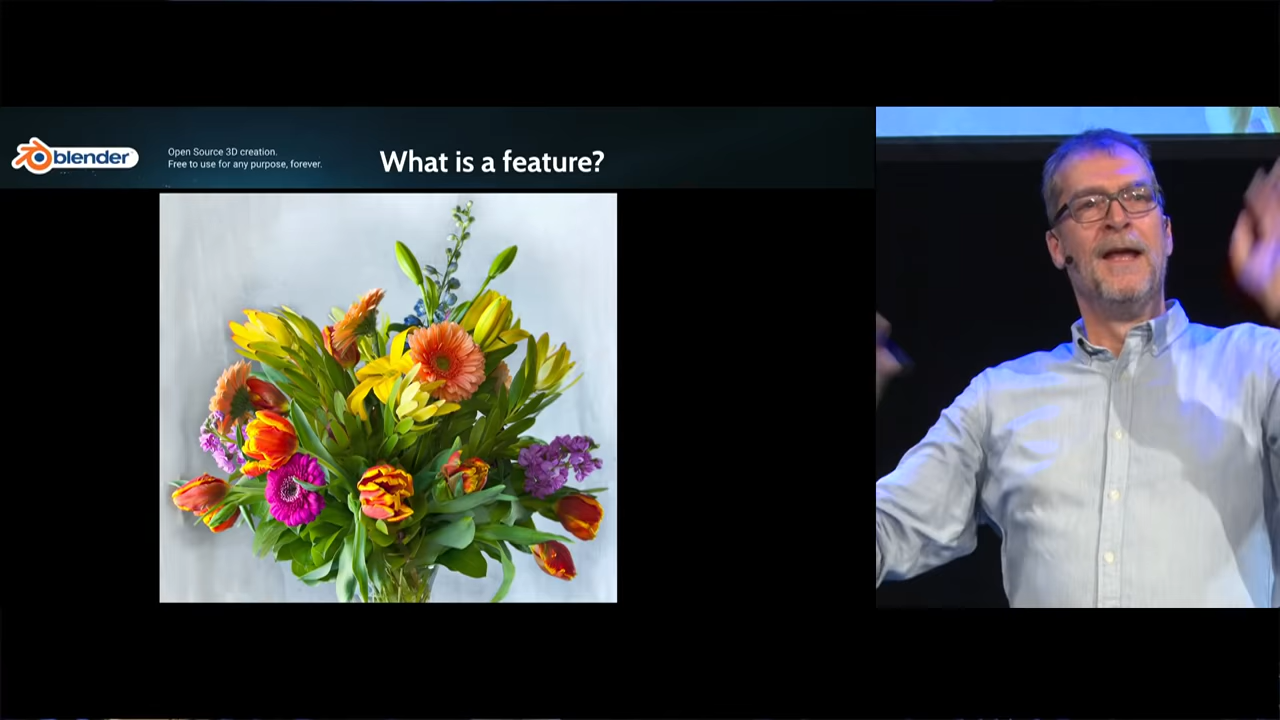 blender
Open Source 3D creation.
Free to use for any purpose, forever.
What is a feature?